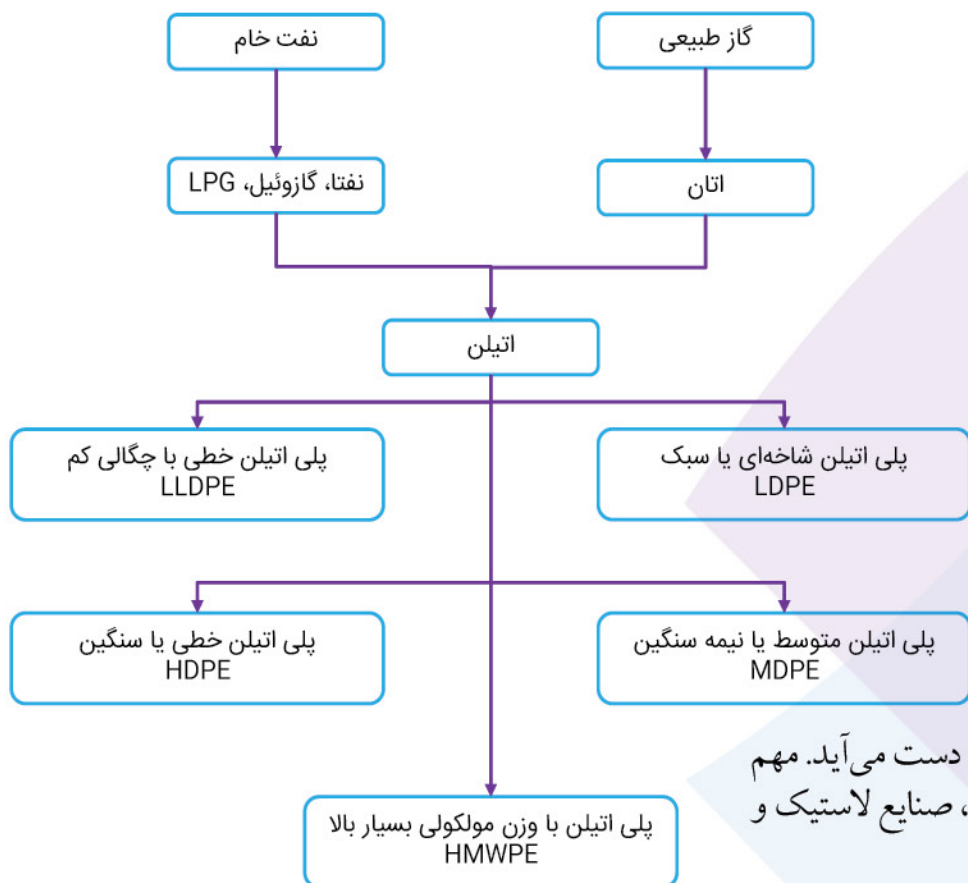 گاز طبیعی
نفت خام
اتان
نفتا، گازوئیل، LPG
اتیلن
پلی اتیلن شاخه‌ای یا سبک
LDPE
پلی اتیلن خطی با چگالی کم
LLDPE
پلی اتیلن متوسط یا نیمه سنگین
MDPE
پلی اتیلن خطی یا سنگین
HDPE
پلی اتیلن با وزن مولکولی بسیار بالا
HMWPE
دست می‌آید. مهم
، صنایع لاستیک و